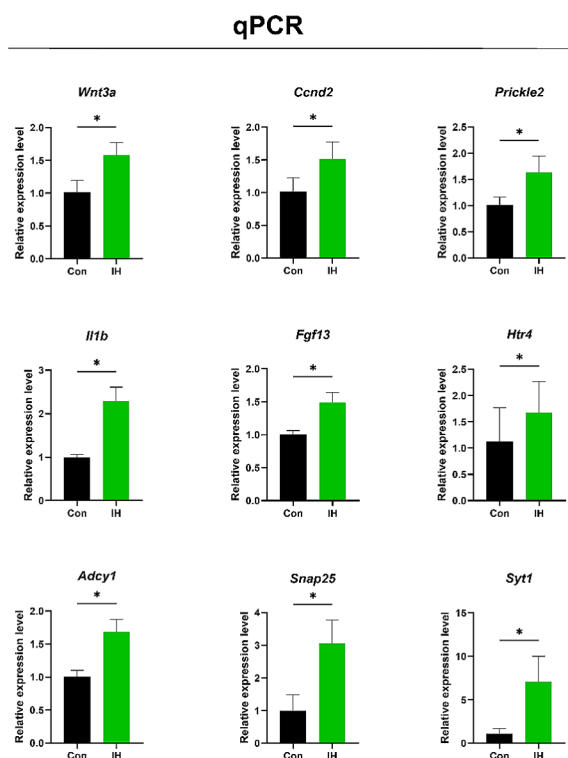 qPCR
Wnt3a
Ccnd2
Prickle2
Relative expression level
2.0
1.5
1.0
0.5
0.0
*
Con
IH
Relative expression level
2.0
1.5
1.0
0.5
0.0
*
Con
IH
Relative expression level
2.5
2.0
1.5
1.0
0.5
0.0
*
Con
IH
Il1b
Fgf13
Htr4
Relative expression level
3
2
1
0
*
Con
IH
Relative expression level
2.0
1.5
1.0
0.5
0.0
*
Con
IH
Relative expression level
2.5
2.0
1.5
1.0
0.5
0.0
*
Con
IH
Adcy1
Snap25
Syt1
Relative expression level
2.0
1.5
1.0
0.5
0.0
*
Con
IH
Relative expression level
4
3
2
1
0
*
Con
IH
Relative expression level
15
10
5
0
*
Con
IH